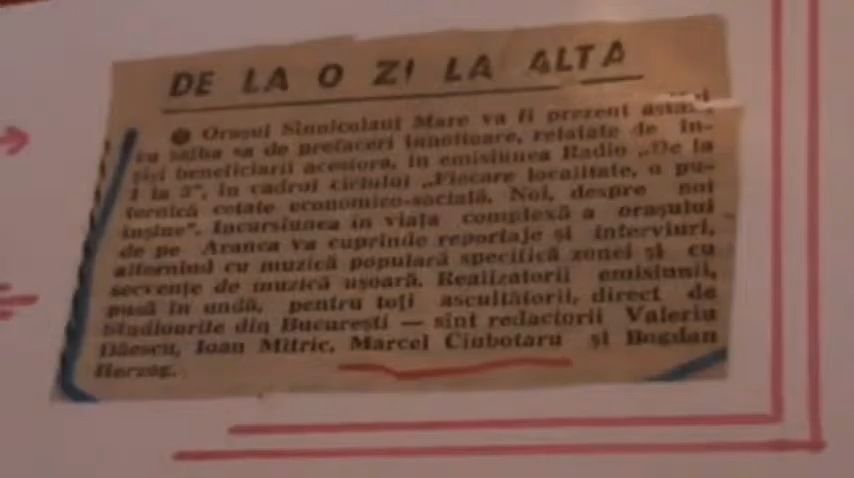 DE LA O ZI LA ALTA
● Orașul Sînnicolaul Mare va fi prezent astăzi
cu salba sa de prefaceri înnoitoare, relatate de în-
șiși beneficiarii acestora, în emisiunea Radio „De la
1 la 3”, în cadrul ciclului „Fiecare localitate, o pu-
ternică cetate economico-socială. Noi, despre noi
înșine”. Incursiunea în viața complexă a orașului
de pe Aranca va cuprinde reportaje și interviuri,
alternînd cu muzică populară specifică zonei și cu
secvențe de muzică ușoară. Realizatorii emisiunii,
pusă în undă, pentru toți ascultătorii, direct de
studiourile din București — sînt redactorii Valeriu
Ioan Mitric, Marcel Ciubotaru și Bogdan
Herzog.